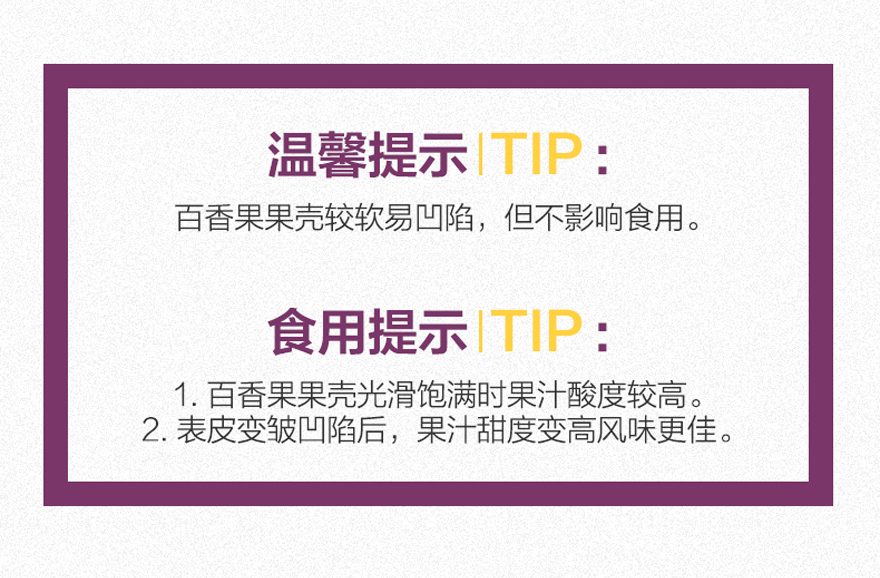 温馨提示|TIP：
百香果果壳较软易凹陷，但不影响食用。
食用提示|TIP：
1. 百香果果壳光滑饱满时果汁酸度较高。
2. 表皮变皱凹陷后，果汁甜度变高风味更佳。